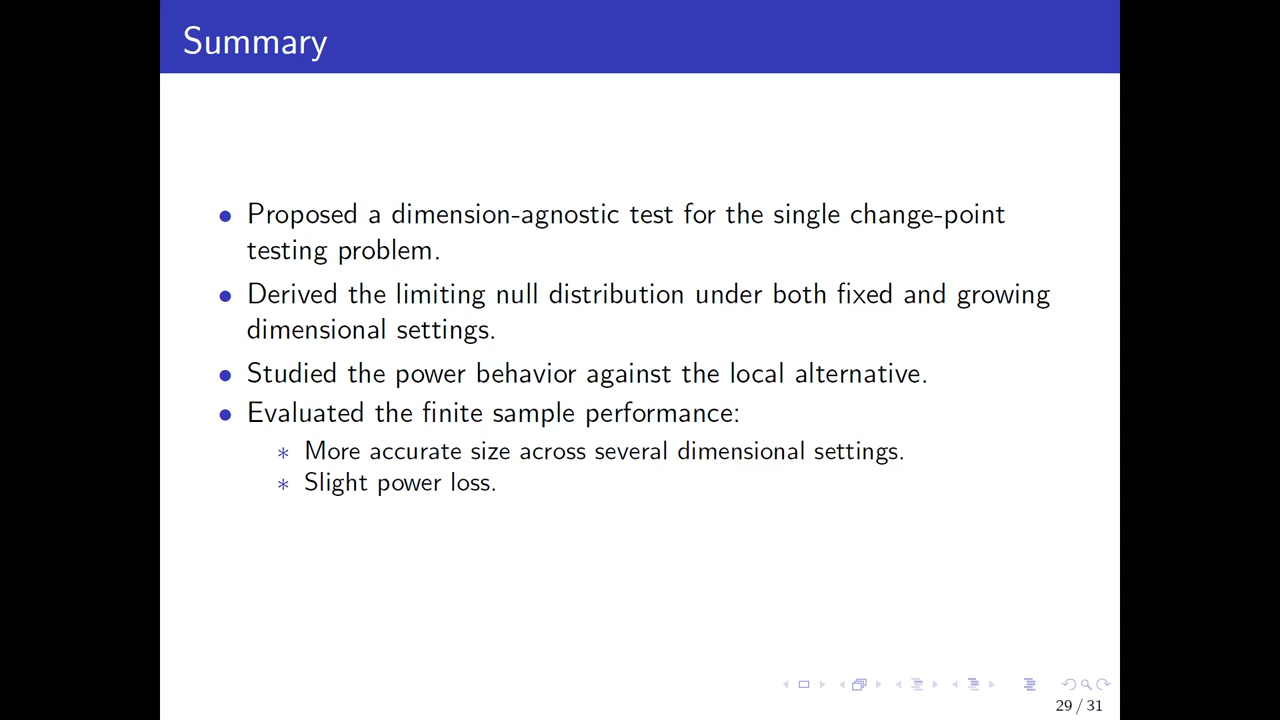 Summary
• Proposed a dimension-agnostic test for the single change-point
testing problem.
• Derived the limiting null distribution under both fixed and growing
dimensional settings.
• Studied the power behavior against the local alternative.
• Evaluated the finite sample performance:
* More accurate size across several dimensional settings.
* Slight power loss.
29 / 31